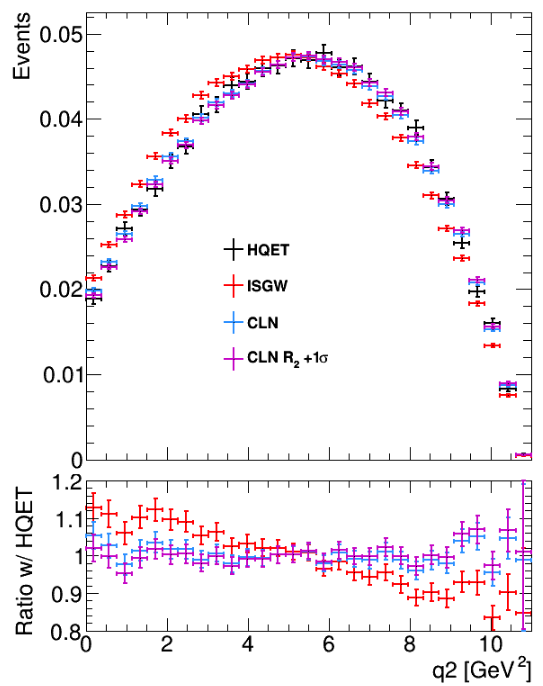 Events
0.05
0.04
0.03
0.02
0.01
0
HQET
ISGW
CLN
CLN R₂ +1σ
Ratio w/ HQET
1.2
1.1
1
0.9
0.8
0 2 4 6 8 10
q2 [GeV²]